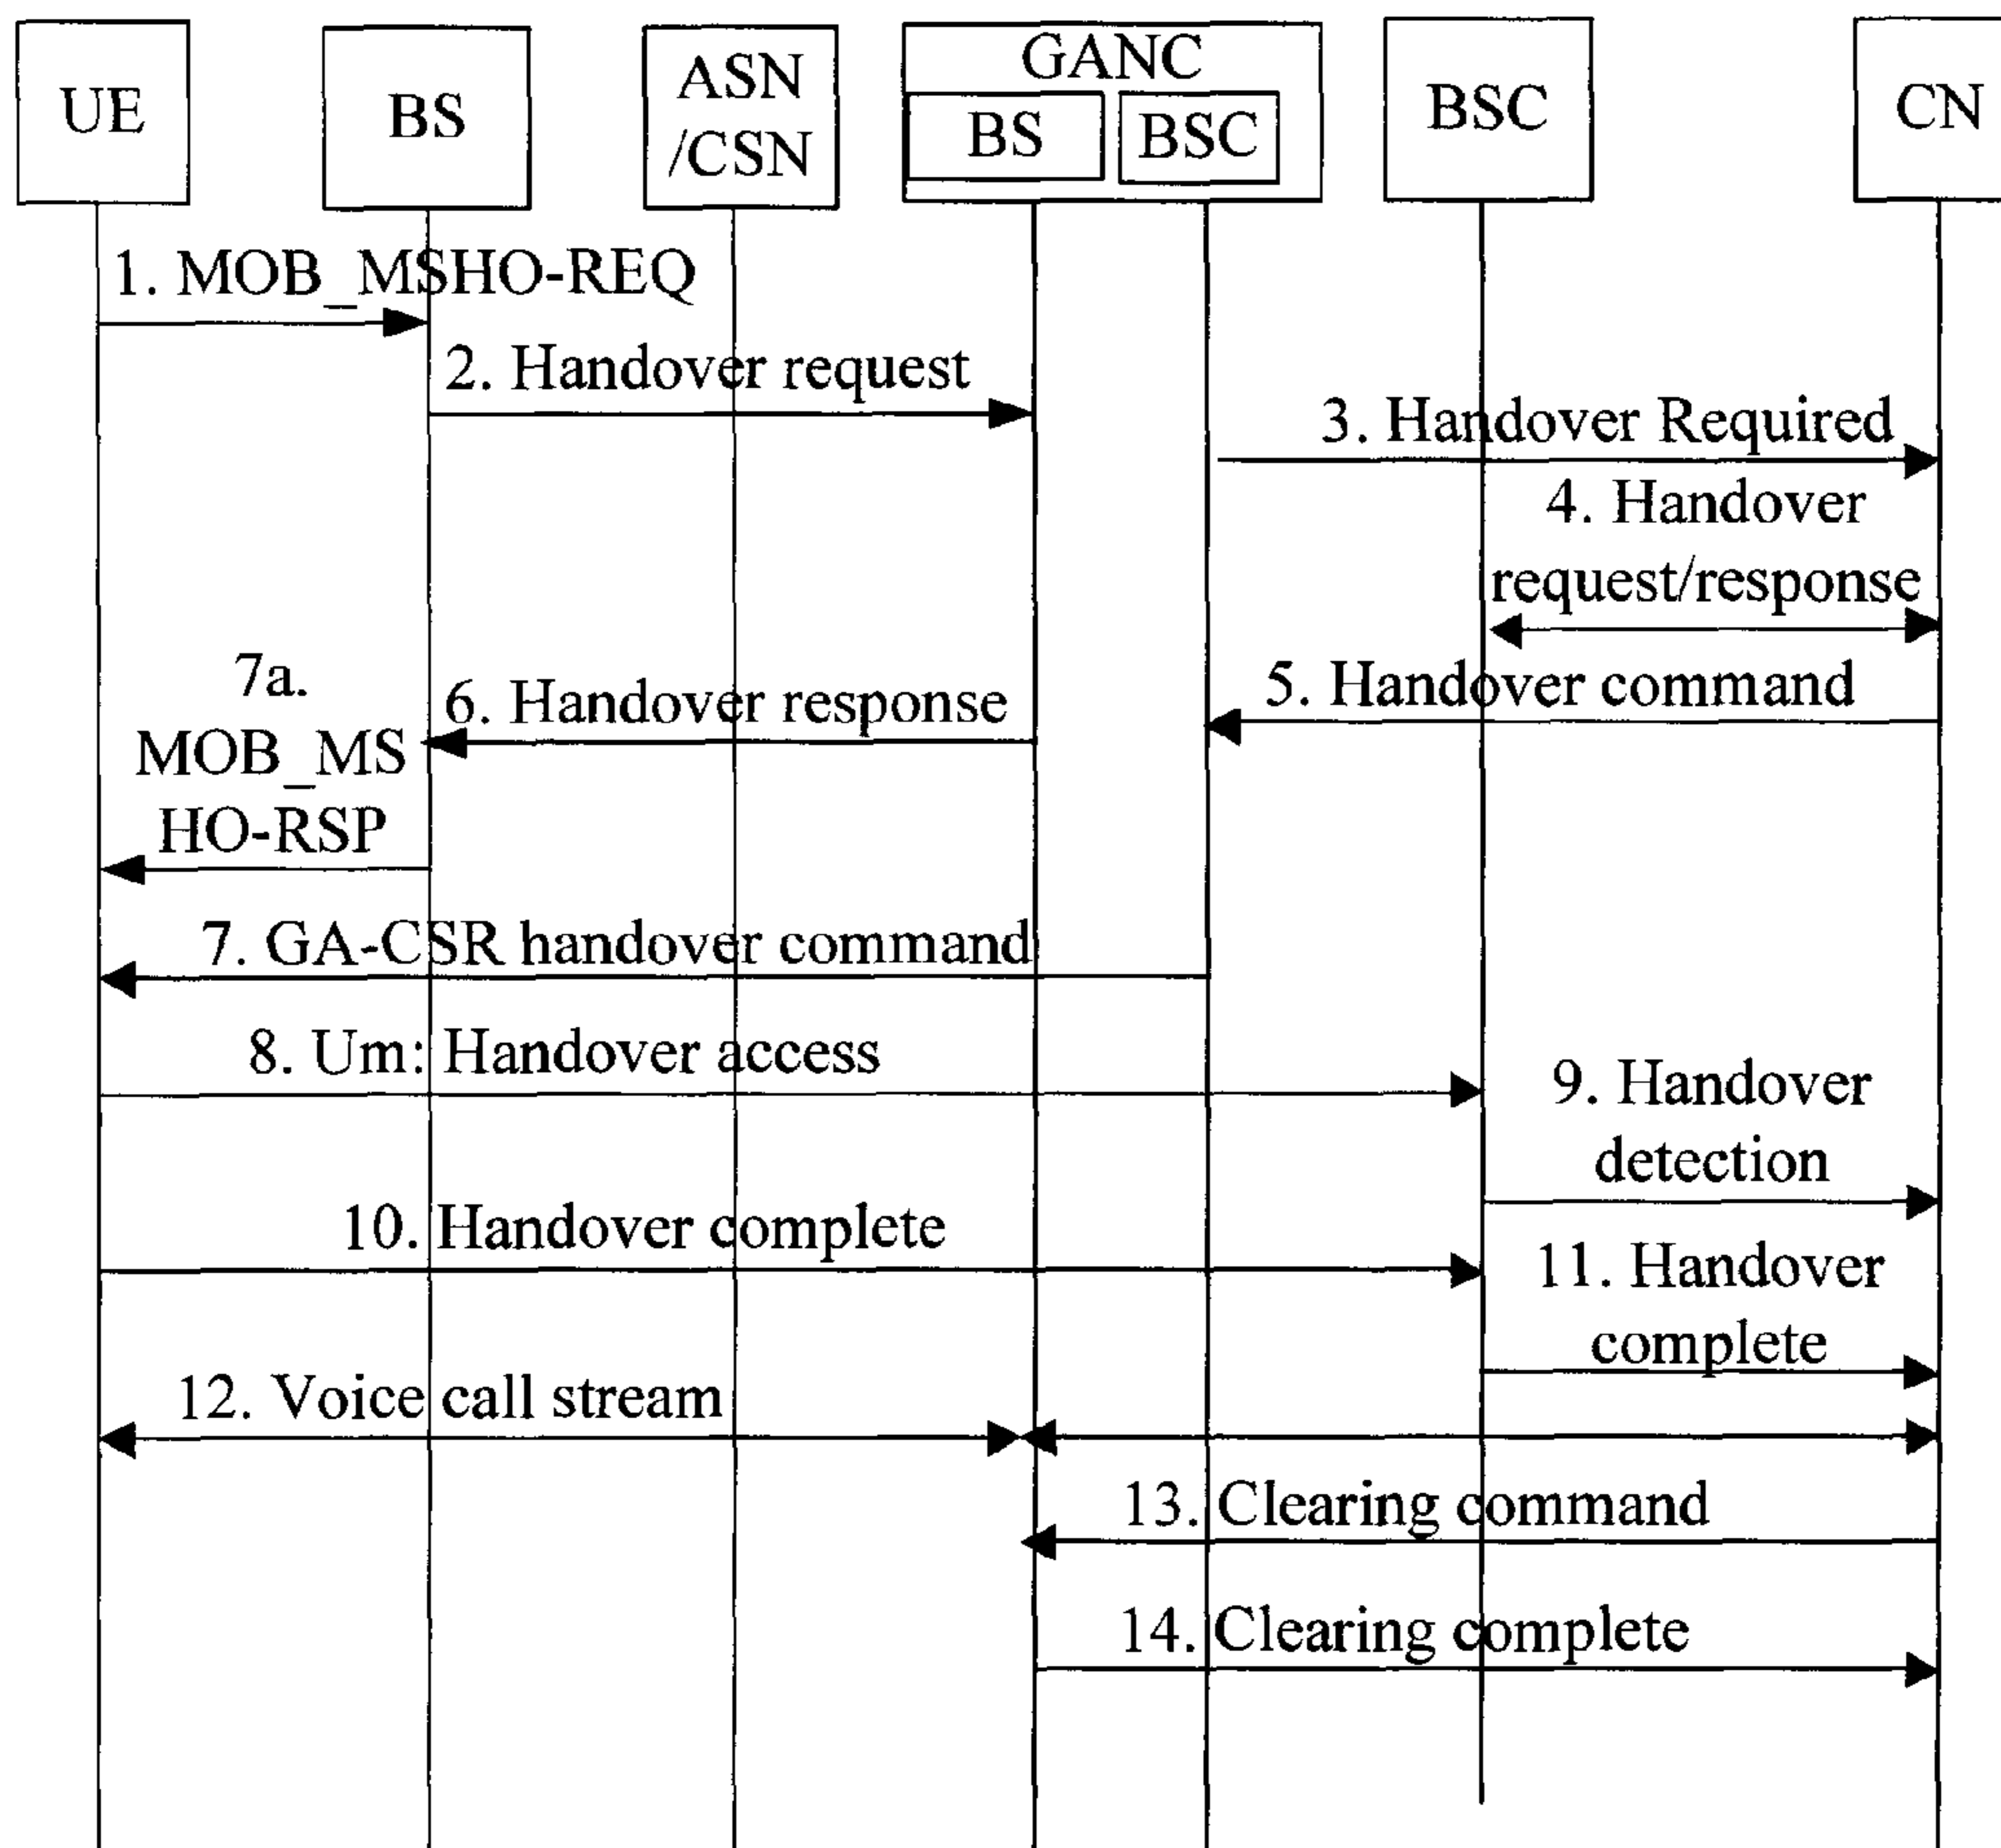 UE
BS
ASN
/CSN
GANC
BS
BSC
BSC
CN
1. MOB_MSHO-REQ
2. Handover request
3. Handover Required
4. Handover
request/response
5. Handover command
6. Handover response
7a.
MOB_MS
HO-RSP
7. GA-CSR handover command
8. Um: Handover access
9. Handover
detection
10. Handover complete
11. Handover
complete
12. Voice call stream
13. Clearing command
14. Clearing complete